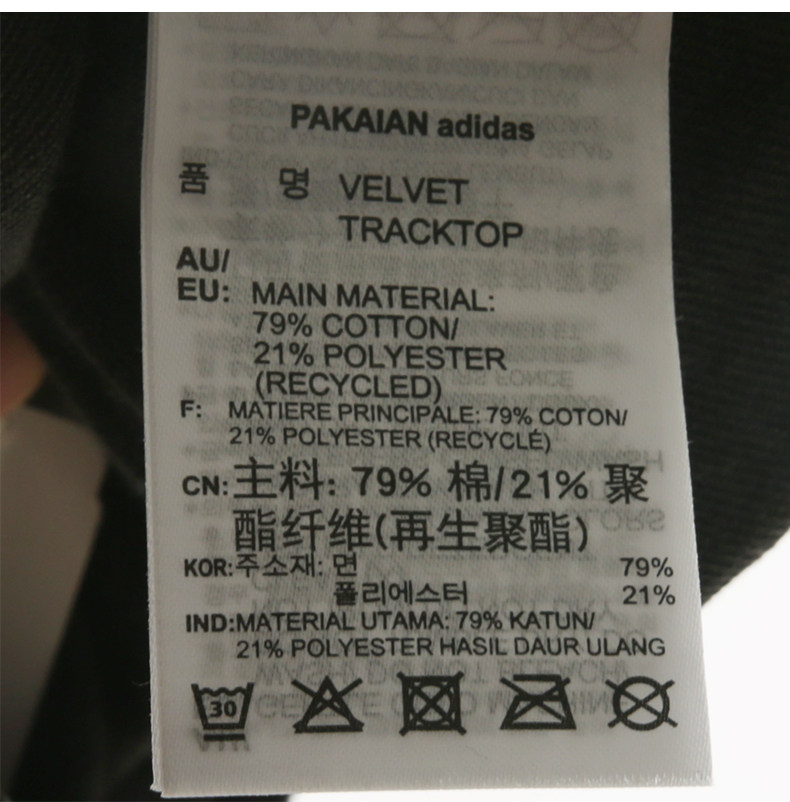 PAKAIAN adidas
품 명 VELVET
TRACKTOP
AU/
EU: MAIN MATERIAL:
79% COTTON/
21% POLYESTER
(RECYCLED)
F: MATIERE PRINCIPALE: 79% COTON/
21% POLYESTER (RECYCLÉ)
CN: 主料: 79% 棉/21% 聚
酯纤维(再生聚酯)
KOR:주소재: 면 79%
폴리에스터 21%
IND:MATERIAL UTAMA: 79% KATUN/
21% POLYESTER HASIL DAUR ULANG
30